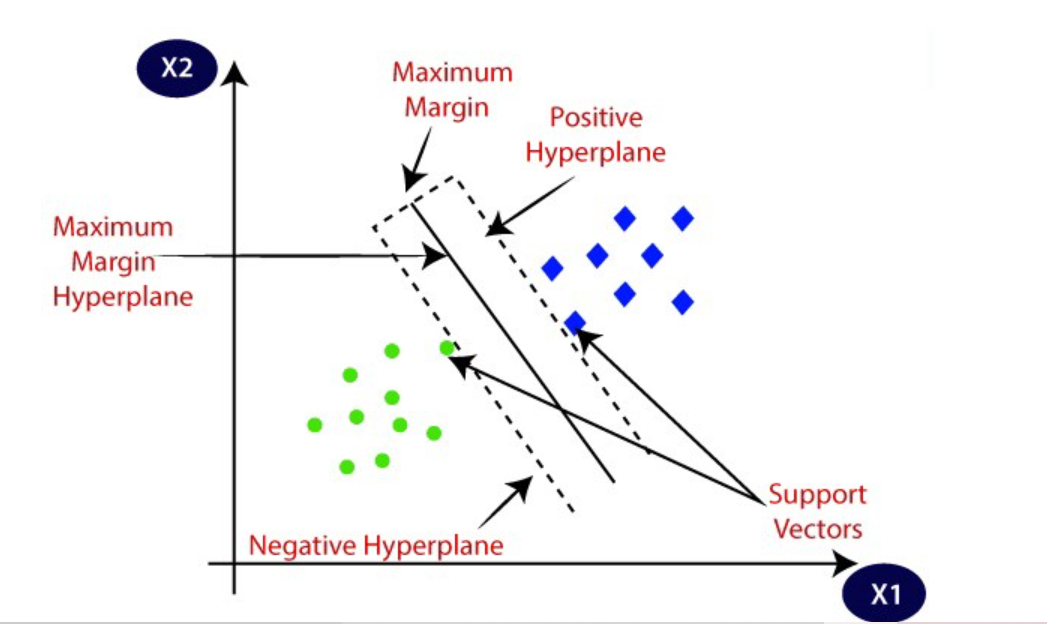 X2
Maximum
Margin
Positive
Hyperplane
Maximum
Margin
Hyperplane
Support
Vectors
Negative Hyperplane
X1